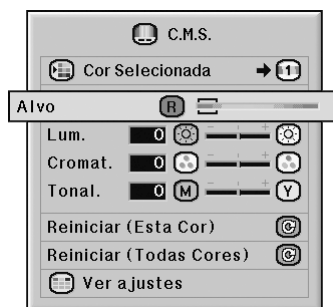 C.M.S.
Cor Selecionada 1
Alvo R
Lum. 0
Cromat. 0
Tonal. 0 M Y
Reiniciar (Esta Cor)
Reiniciar (Todas Cores)
Ver ajustes